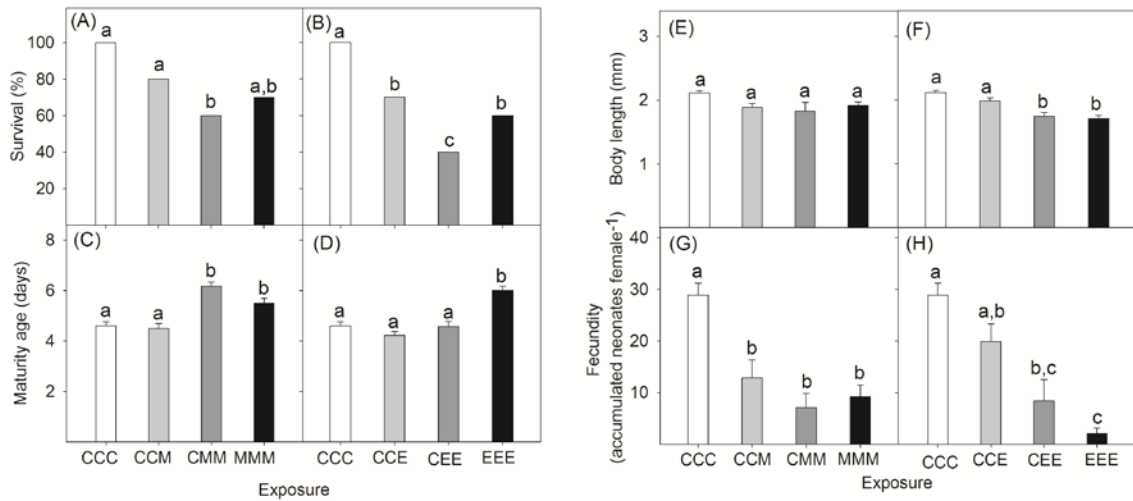 (A)
a
a
b
a,b
(B)
a
b
c
b
100
80
60
40
20
Survival (%)
(C)
a
a
b
b
(D)
a
a
a
b
8
6
4
2
Maturity age (days)
CCC CCM CMM MMM
CCC CCE CEE EEE
Exposure
(E)
a
a
a
a
(F)
a
a
b
b
3
2
1
Body length (mm)
(G)
a
b
b
b
(H)
a
a,b
b,c
c
40
30
20
10
Fecundity
(accumulated neonates female⁻¹)
CCC CCM CMM MMM
CCC CCE CEE EEE
Exposure